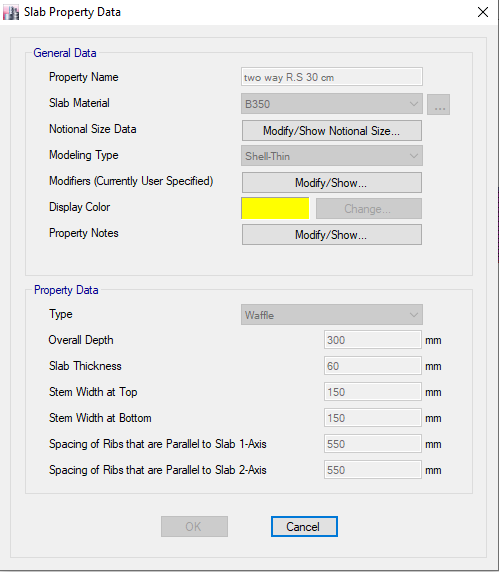 Slab Property Data
General Data
Property Name two way R.S 30 cm
Slab Material B350 ...
Notional Size Data Modify/Show Notional Size...
Modeling Type Shell-Thin
Modifiers (Currently User Specified) Modify/Show...
Display Color Change...
Property Notes Modify/Show...
Property Data
Type Waffle
Overall Depth 300 mm
Slab Thickness 60 mm
Stem Width at Top 150 mm
Stem Width at Bottom 150 mm
Spacing of Ribs that are Parallel to Slab 1-Axis 550 mm
Spacing of Ribs that are Parallel to Slab 2-Axis 550 mm
OK Cancel